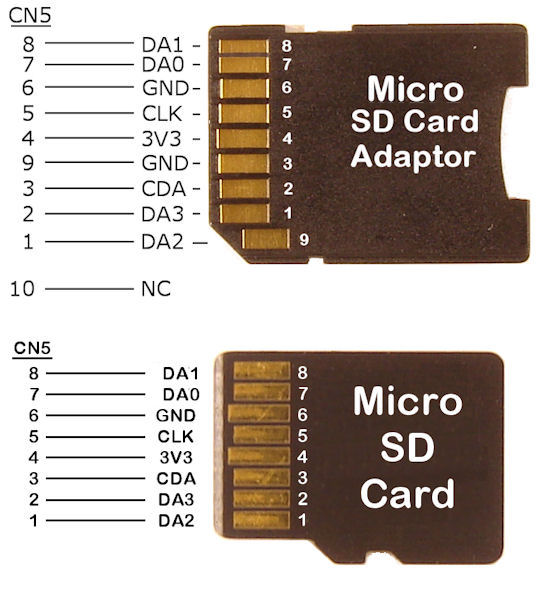 CN5
8 DA1 8
7 DA0 7
6 GND 6
5 CLK 5
4 3V3 4
9 GND 3
3 CDA 2
2 DA3 1
1 DA2 9
10 NC
Micro
SD Card
Adaptor
CN5
8 DA1 8
7 DA0 7
6 GND 6
5 CLK 5
4 3V3 4
3 CDA 3
2 DA3 2
1 DA2 1
Micro
SD
Card